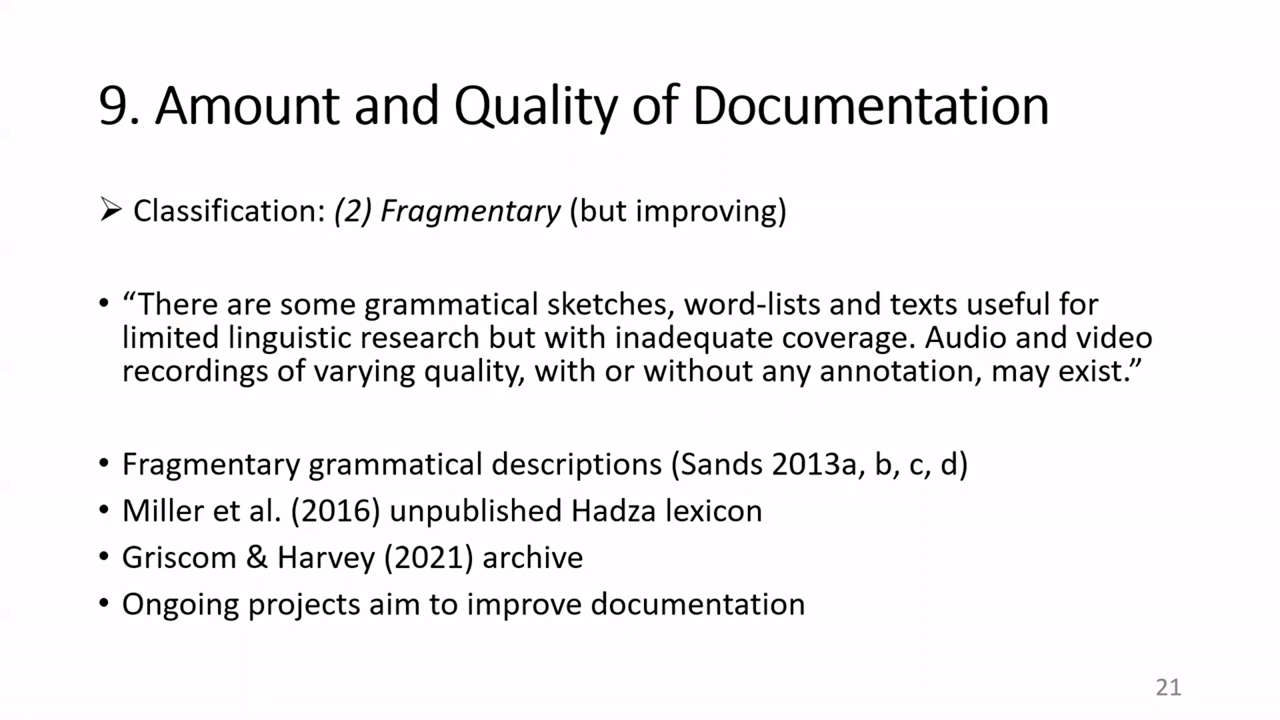 9. Amount and Quality of Documentation
➢ Classification: (2) Fragmentary (but improving)
• “There are some grammatical sketches, word-lists and texts useful for
limited linguistic research but with inadequate coverage. Audio and video
recordings of varying quality, with or without any annotation, may exist.”
• Fragmentary grammatical descriptions (Sands 2013a, b, c, d)
• Miller et al. (2016) unpublished Hadza lexicon
• Griscom & Harvey (2021) archive
• Ongoing projects aim to improve documentation
21